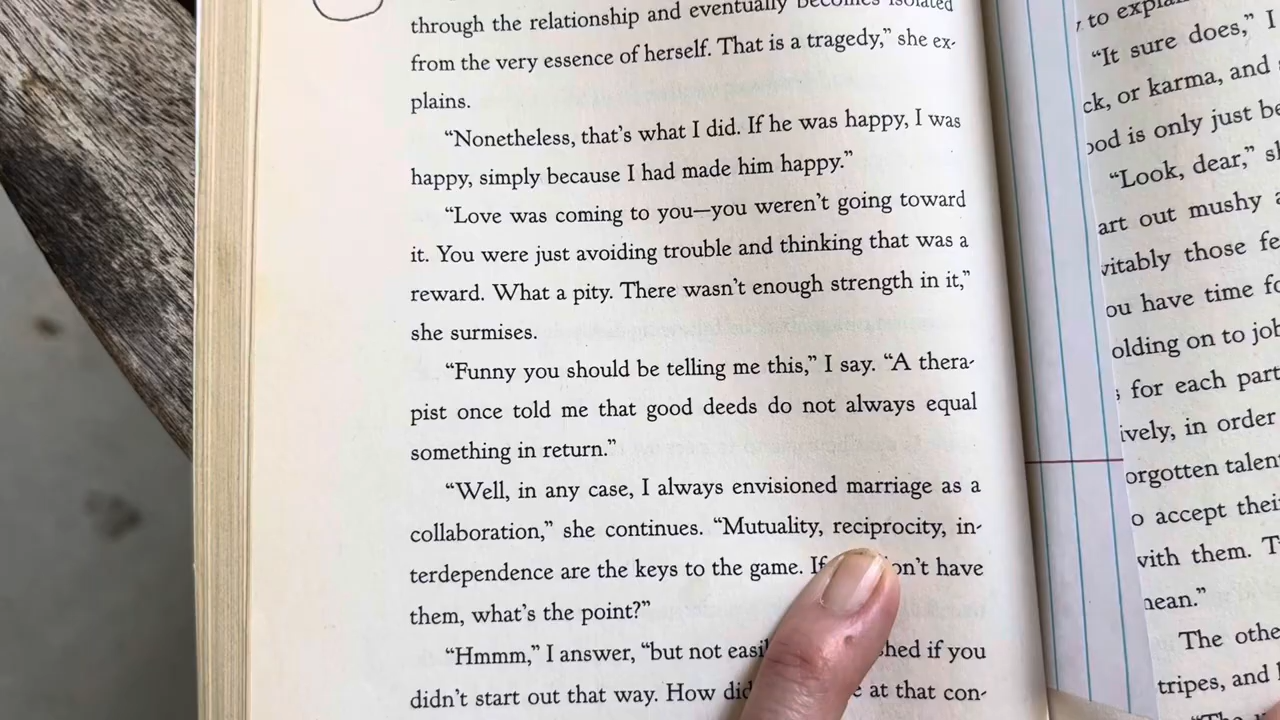 through the relationship and eventually becomes isolated
from the very essence of herself. That is a tragedy,” she ex-
plains.
“Nonetheless, that’s what I did. If he was happy, I was
happy, simply because I had made him happy.”
“Love was coming to you—you weren’t going toward
it. You were just avoiding trouble and thinking that was a
reward. What a pity. There wasn’t enough strength in it,”
she surmises.
“Funny you should be telling me this,” I say. “A thera-
pist once told me that good deeds do not always equal
something in return.”
“Well, in any case, I always envisioned marriage as a
collaboration,” she continues. “Mutuality, reciprocity, in-
terdependence are the keys to the game. If on’t have
them, what’s the point?”
“Hmmm,” I answer, “but not easi hed if you
didn’t start out that way. How did at that con-
to expla
“It sure does,” I
ck, or karma, and
ood is only just be
“Look, dear,” sh
art out mushy a
vitably those fe
ou have time fo
olding on to job
for each part
ively, in order
orgotten talent
o accept thei
with them. T
nean.”
The othe
tripes, and